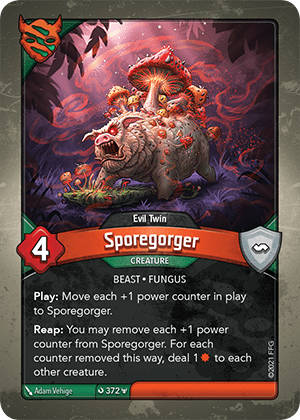 Evil Twin
Sporegorger
CREATURE
4
BEAST • FUNGUS
Play: Move each +1 power counter in play
to Sporegorger.
Reap: You may remove each +1 power
counter from Sporegorger. For each
counter removed this way, deal 1 to each
other creature.
Adam Vehige
372
©2021 FFG